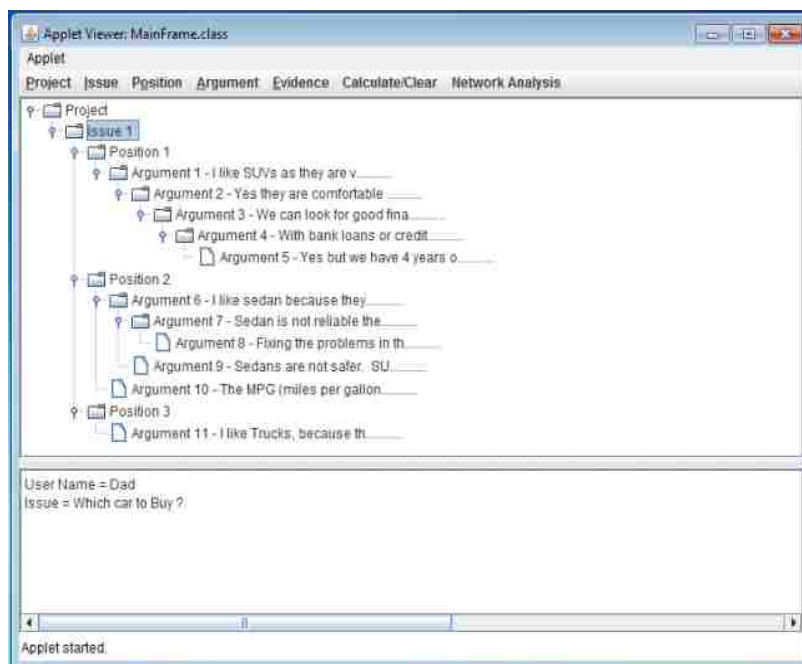 Applet Viewer: MainFrame.class
Applet
Project Issue Position Argument Evidence Calculate/Clear Network Analysis
Project
Issue 1
Position 1
Argument 1 - I like SUVs as they are v..........
Argument 2 - Yes they are comfortable ..........
Argument 3 - We can look for good fina..........
Argument 4 - With bank loans or credit..........
Argument 5 - Yes but we have 4 years o..........
Position 2
Argument 6 - I like sedan because they..........
Argument 7 - Sedan is not reliable the..........
Argument 8 - Fixing the problems in th..........
Argument 9 - Sedans are not safer. SU..........
Argument 10 - The MPG (miles per gallon..........
Position 3
Argument 11 - I like Trucks, because th..........
User Name = Dad
Issue = Which car to Buy ?
Applet started.